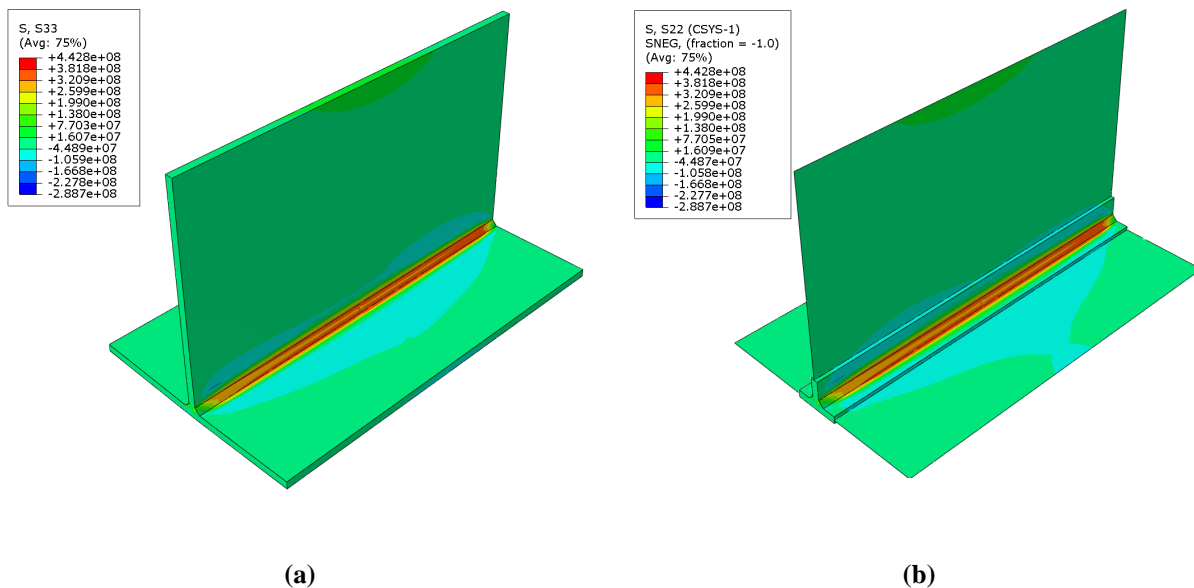 S, S33
(Avg: 75%)
+4.428e+08
+3.818e+08
+3.209e+08
+2.599e+08
+1.990e+08
+1.380e+08
+7.703e+07
+1.607e+07
-4.489e+07
-1.059e+08
-1.668e+08
-2.278e+08
-2.887e+08
S, S22 (CSYS-1)
SNEG, (fraction = -1.0)
(Avg: 75%)
+4.428e+08
+3.818e+08
+3.209e+08
+2.599e+08
+1.990e+08
+1.380e+08
+7.705e+07
+1.609e+07
-4.487e+07
-1.058e+08
-1.668e+08
-2.277e+08
-2.887e+08
(a)
(b)